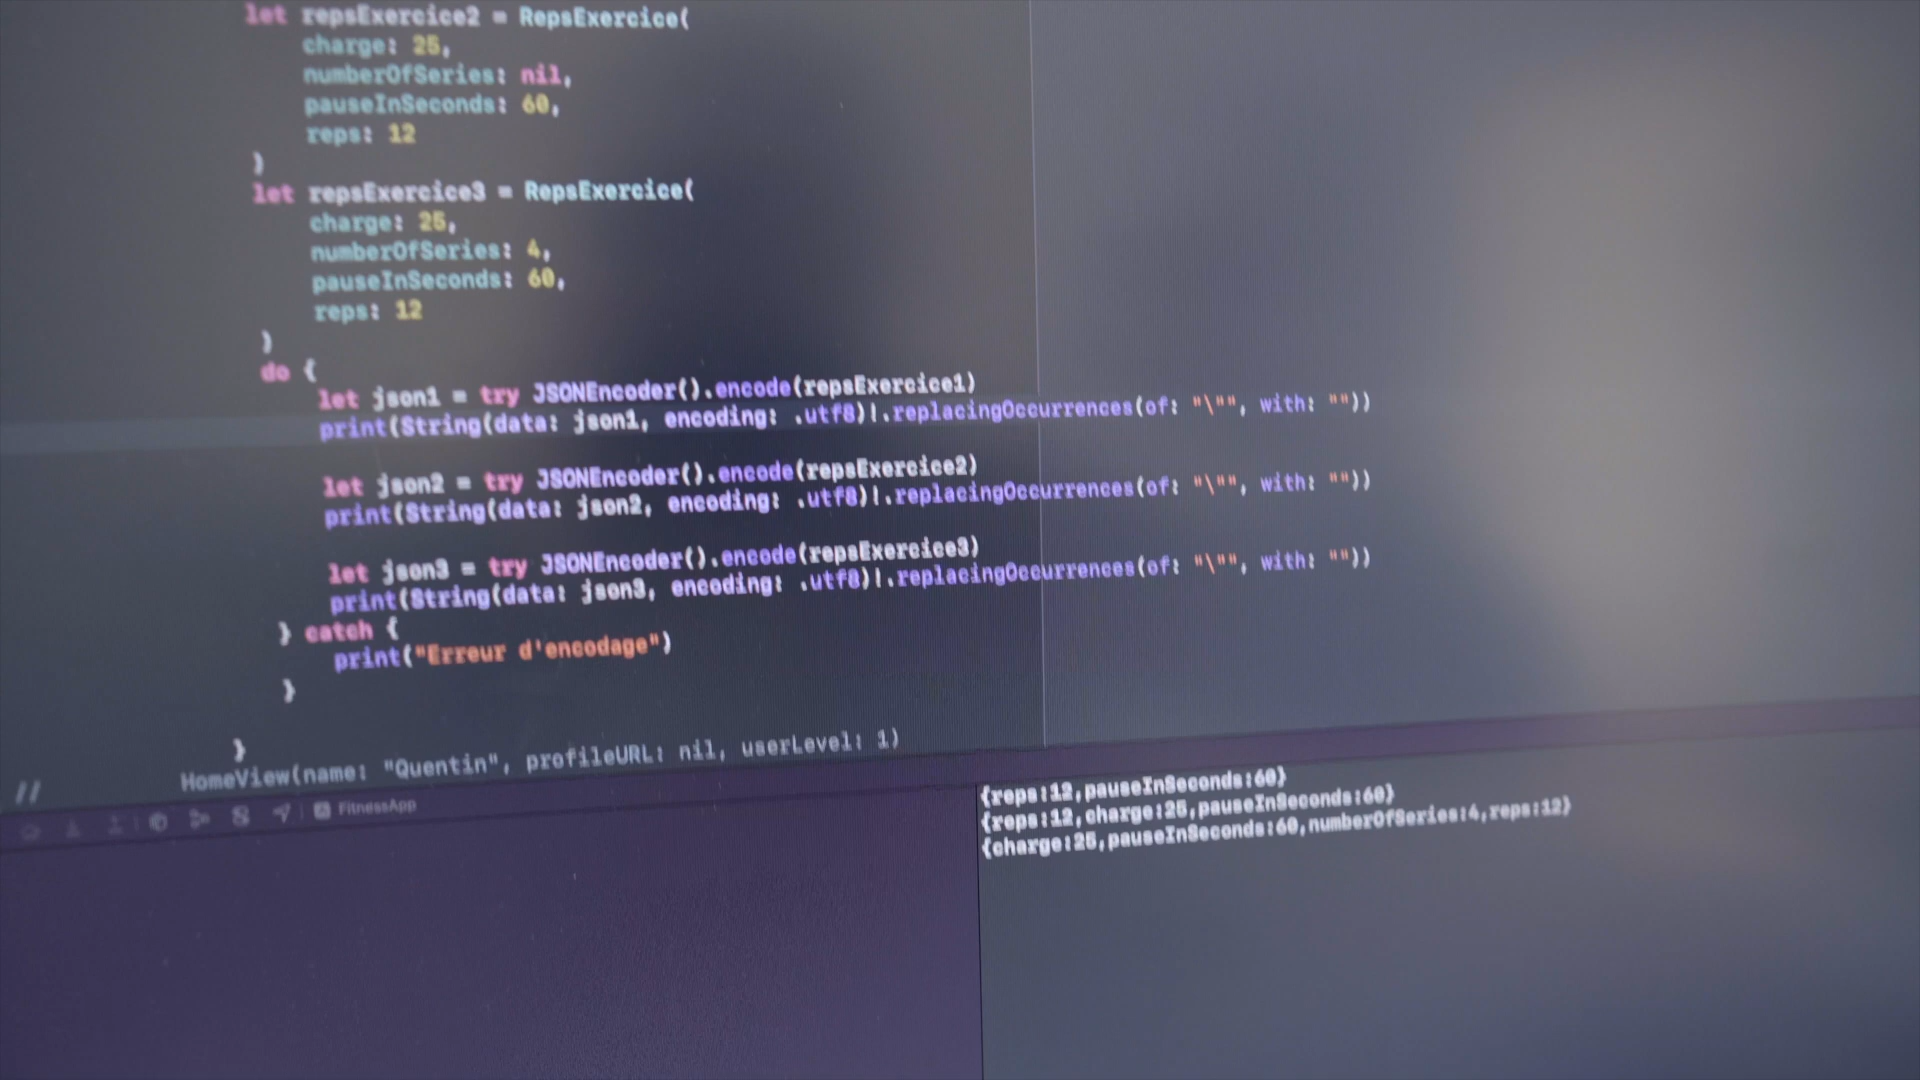 let repsExercice2 = RepsExercice(
charge: 25,
numberOfSeries: nil,
pauseInSeconds: 60,
reps: 12
)
let repsExercice3 = RepsExercice(
charge: 25,
numberOfSeries: 4,
pauseInSeconds: 60,
reps: 12
)
do {
let json1 = try JSONEncoder().encode(repsExercice1)
print(String(data: json1, encoding: .utf8)!.replacingOccurrences(of: "\"", with: ""))
let json2 = try JSONEncoder().encode(repsExercice2)
print(String(data: json2, encoding: .utf8)!.replacingOccurrences(of: "\"", with: ""))
let json3 = try JSONEncoder().encode(repsExercice3)
print(String(data: json3, encoding: .utf8)!.replacingOccurrences(of: "\"", with: ""))
} catch {
print("Erreur d'encodage")
}
}
// HomeView(name: "Quentin", profileURL: nil, userLevel: 1)
FitnessApp
{reps:12,pauseInSeconds:60}
{reps:12,charge:25,pauseInSeconds:60}
{charge:25,pauseInSeconds:60,numberOfSeries:4,reps:12}